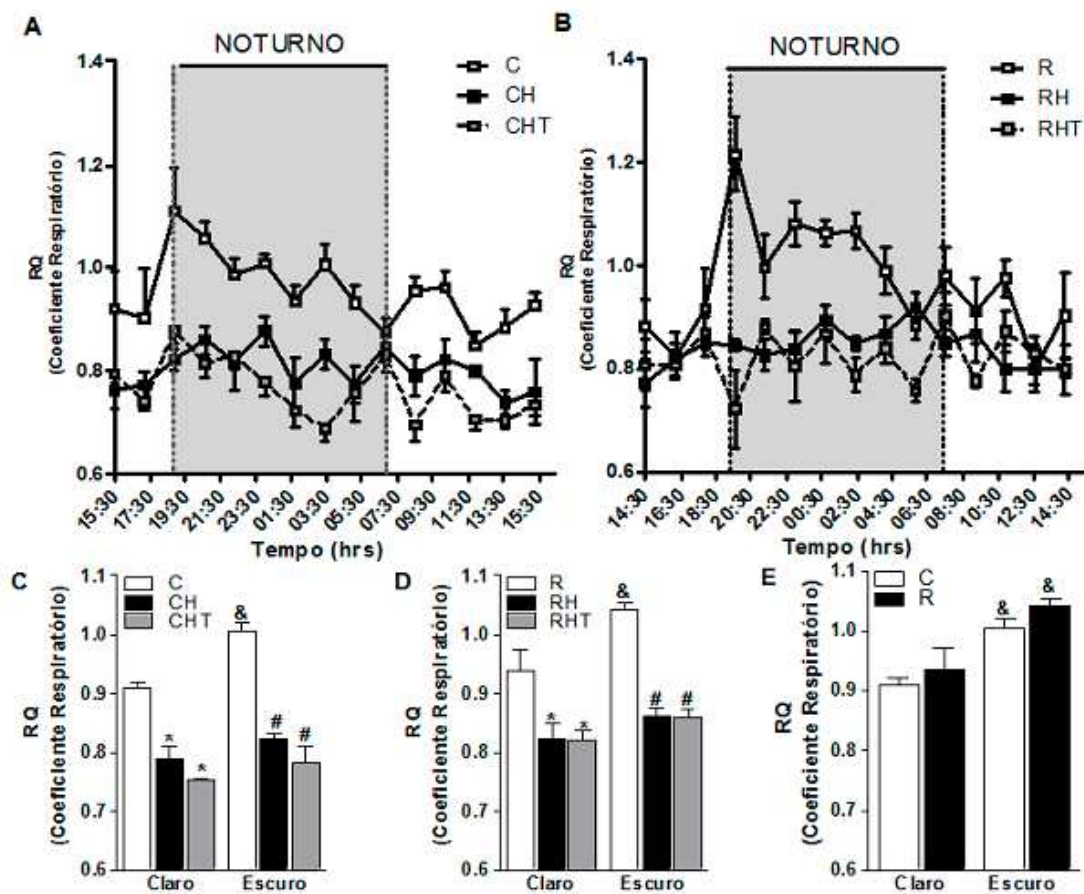 A
NOTURNO
C
CH
CHT
RQ
(Coeficiente Respiratório)
1.4
1.2
1.0
0.8
0.6
15:30
17:30
19:30
21:30
23:30
01:30
03:30
05:30
07:30
09:30
11:30
13:30
15:30
Tempo (hrs)
B
NOTURNO
R
RH
RHT
RQ
(Coeficiente Respiratório)
1.4
1.2
1.0
0.8
0.6
14:30
16:30
18:30
20:30
22:30
00:30
02:30
04:30
06:30
08:30
10:30
12:30
14:30
Tempo (hrs)
C
C
CH
CHT
RQ
(Coeficiente Respiratório)
1.1
1.0
0.9
0.8
0.7
0.6
* * & # #
Claro Escuro
D
R
RH
RHT
RQ
(Coeficiente Respiratório)
1.1
1.0
0.9
0.8
0.7
0.6
* * & # #
Claro Escuro
E
C
R
RQ
(Coeficiente Respiratório)
1.1
1.0
0.9
0.8
0.7
0.6
& &
Claro Escuro